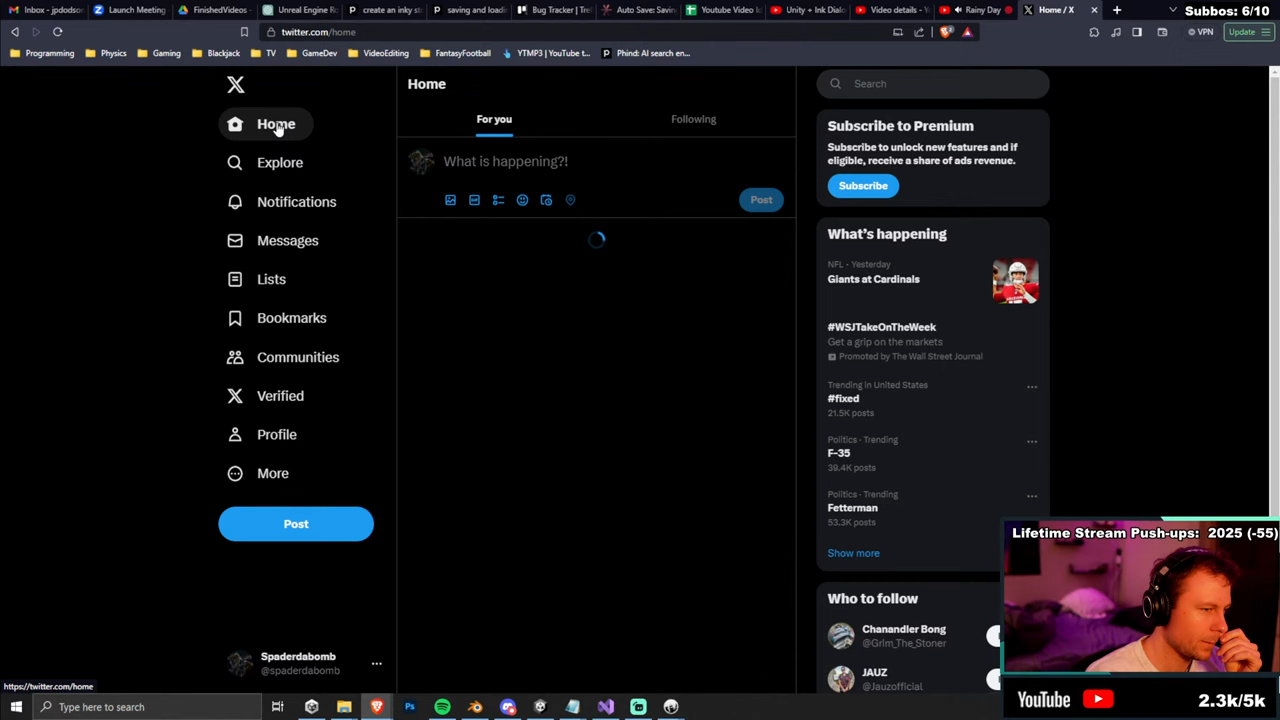 Inbox - jpdodson
Launch Meeting
FinishedVideos
Unreal Engine Ro
create an inky st
saving and loadi
Bug Tracker | Tre
Auto Save: Savin
Youtube Video I
Unity + Ink Dialo
Video details - Y
Rainy Day
Home / X
Subbos: 6/10
twitter.com/home
VPN
Update
Programming
Physics
Gaming
Blackjack
TV
GameDev
VideoEditing
FantasyFootball
YTMP3 | YouTube t...
Phind: AI search en...
Home
Explore
Notifications
Messages
Lists
Bookmarks
Communities
Verified
Profile
More
Post
Spaderdabomb
@spaderdabomb
https://twitter.com/home
Home
For you
Following
What is happening?!
Post
Search
Subscribe to Premium
Subscribe to unlock new features and if
eligible, receive a share of ads revenue.
Subscribe
What's happening
NFL · Yesterday
Giants at Cardinals
#WSJTakeOnTheWeek
Get a grip on the markets
Promoted by The Wall Street Journal
Trending in United States
#fixed
21.5K posts
Politics · Trending
F-35
39.4K posts
Politics · Trending
Fetterman
53.3K posts
Show more
Who to follow
Chanandler Bong
@Grim_The_Stoner
JAUZ
@Jauzofficial
Lifetime Stream Push-ups: 2025 (-55)
YouTube
2.3k/5k
Type here to search